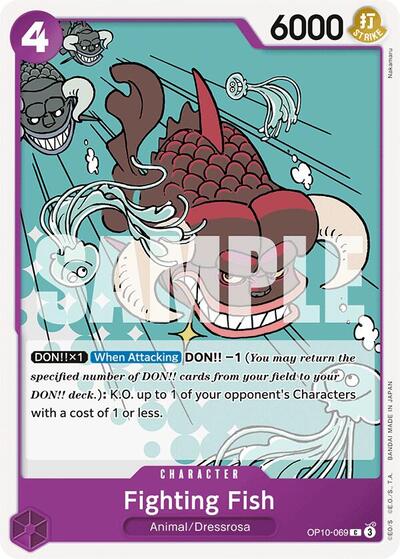 4
6000
打
STRIKE
Nakamaru
SAMPLE
DON!!×1 When Attacking DON!! −1 (You may return the
specified number of DON!! cards from your field to your
DON!! deck.): K.O. up to 1 of your opponent's Characters
with a cost of 1 or less.
©E.O./S. ©E.O./S., T.A. BANDAI MADE IN JAPAN
CHARACTER
Fighting Fish
Animal/Dressrosa
OP10-069 C 3